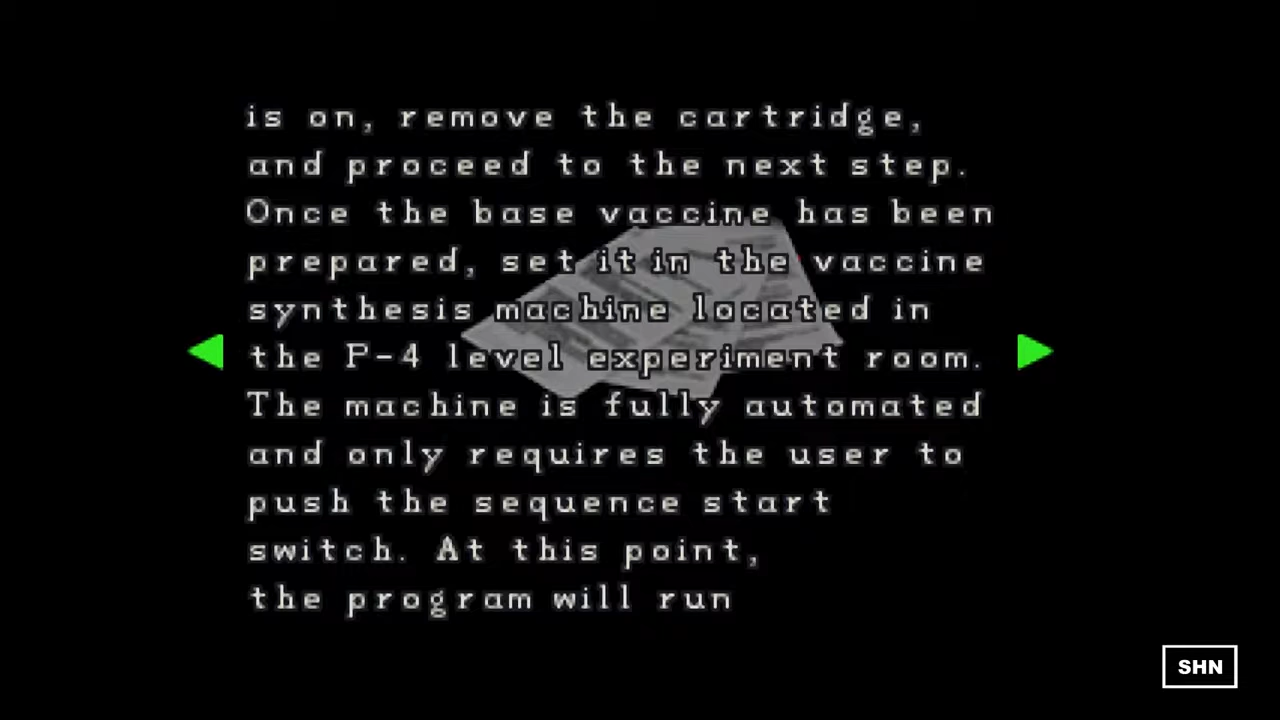 is on, remove the cartridge,
and proceed to the next step.
Once the base vaccine has been
prepared, set it in the vaccine
synthesis machine located in
the P-4 level experiment room.
The machine is fully automated
and only requires the user to
push the sequence start
switch. At this point,
the program will run
SHN